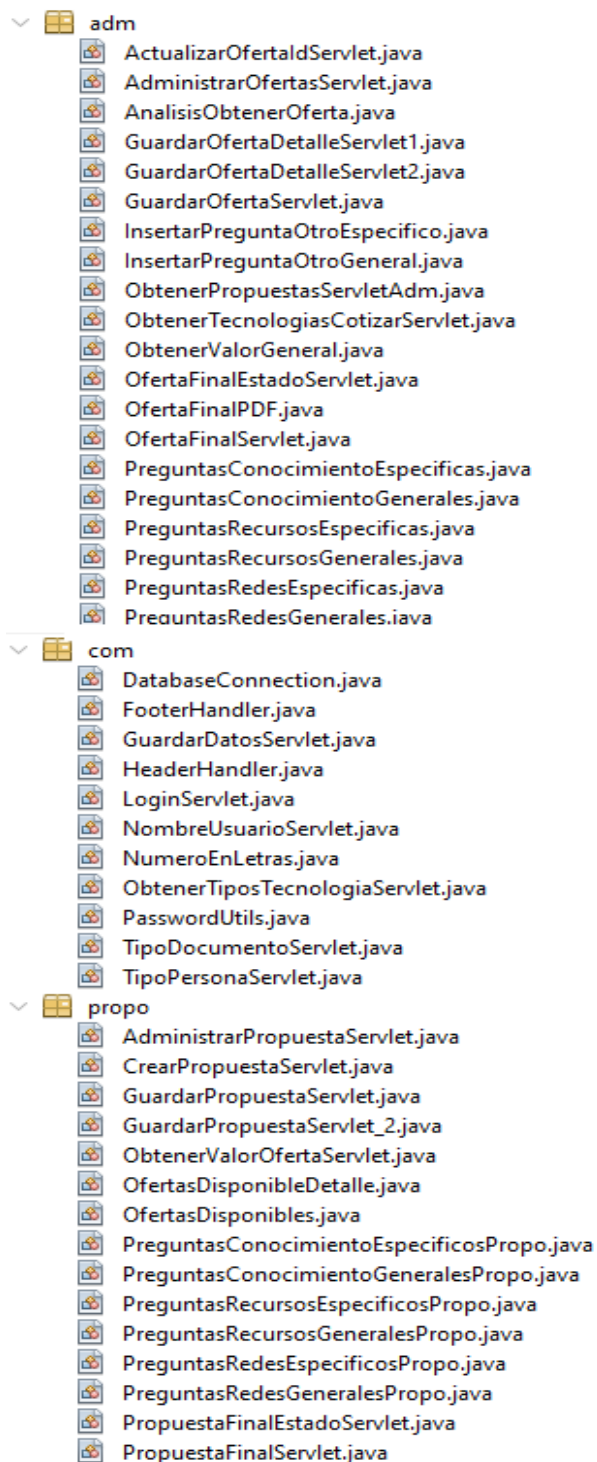 adm
ActualizarOfertaIdServlet.java
AdministrarOfertasServlet.java
AnalisisObtenerOferta.java
GuardarOfertaDetalleServlet1.java
GuardarOfertaDetalleServlet2.java
GuardarOfertaServlet.java
InsertarPreguntaOtroEspecifico.java
InsertarPreguntaOtroGeneral.java
ObtenerPropuestasServletAdm.java
ObtenerTecnologiasCotizarServlet.java
ObtenerValorGeneral.java
OfertaFinalEstadoServlet.java
OfertaFinalPDF.java
OfertaFinalServlet.java
PreguntasConocimientoEspecificas.java
PreguntasConocimientoGenerales.java
PreguntasRecursosEspecificas.java
PreguntasRecursosGenerales.java
PreguntasRedesEspecificas.java
PreguntasRedesGenerales.java
com
DatabaseConnection.java
FooterHandler.java
GuardarDatosServlet.java
HeaderHandler.java
LoginServlet.java
NombreUsuarioServlet.java
NumeroEnLetras.java
ObtenerTiposTecnologiaServlet.java
PasswordUtils.java
TipoDocumentoServlet.java
TipoPersonaServlet.java
propo
AdministrarPropuestaServlet.java
CrearPropuestaServlet.java
GuardarPropuestaServlet.java
GuardarPropuestaServlet_2.java
ObtenerValorOfertaServlet.java
OfertasDisponibleDetalle.java
OfertasDisponibles.java
PreguntasConocimientoEspecificosPropo.java
PreguntasConocimientoGeneralesPropo.java
PreguntasRecursosEspecificosPropo.java
PreguntasRecursosGeneralesPropo.java
PreguntasRedesEspecificosPropo.java
PreguntasRedesGeneralesPropo.java
PropuestaFinalEstadoServlet.java
PropuestaFinalServlet.java